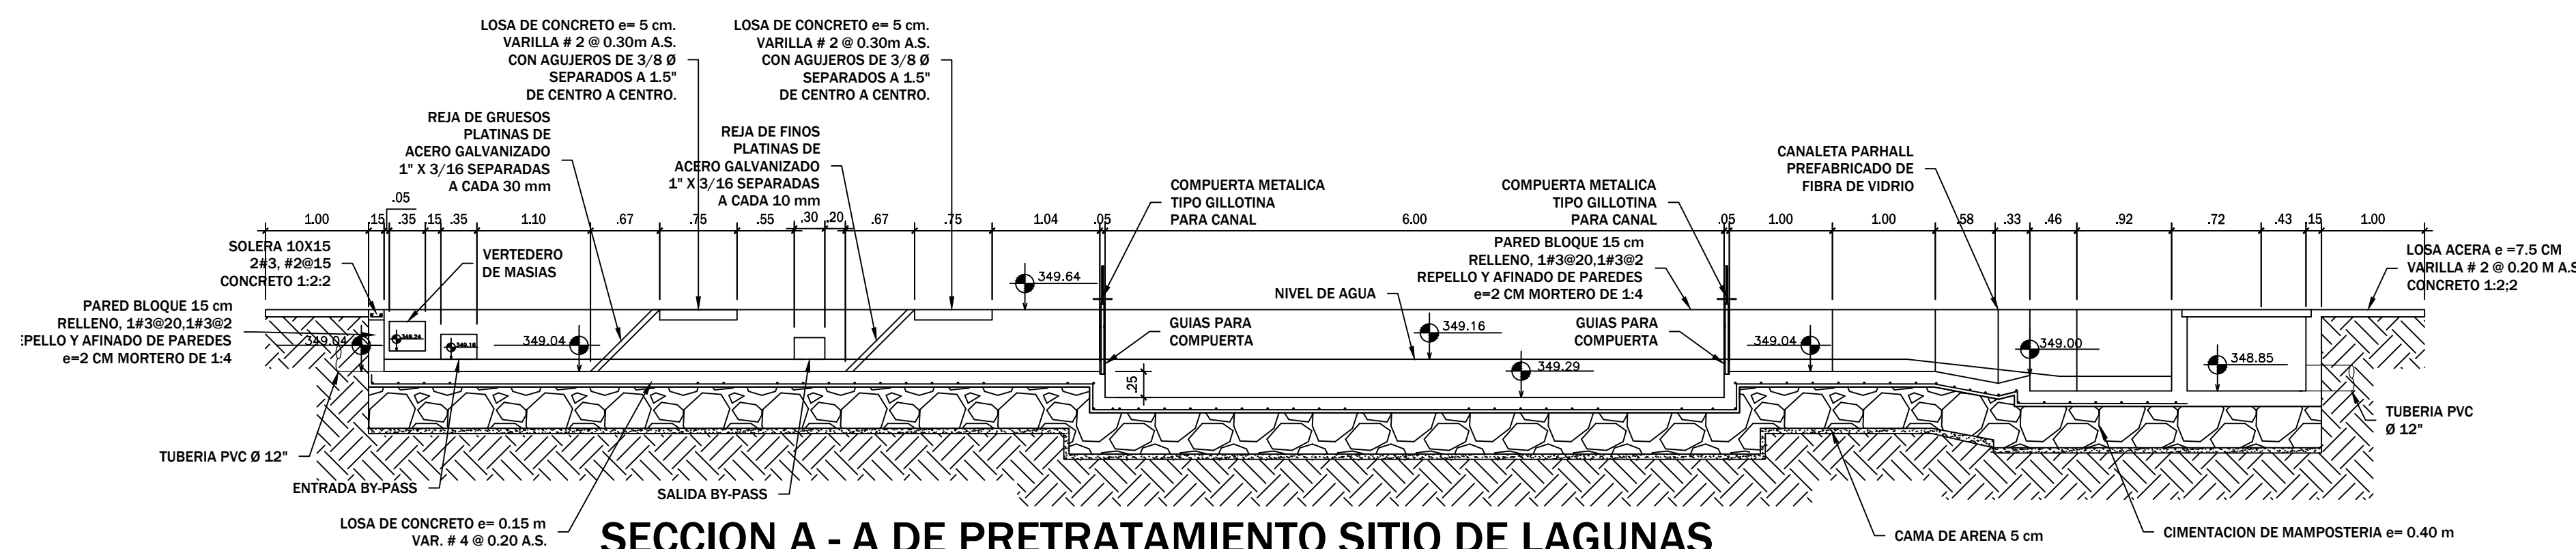 LOSA DE CONCRETO e= 5 cm.
VARILLA # 2 @ 0.30m A.S.
CON AGUJEROS DE 3/8 Ø
SEPARADOS A 1.5"
DE CENTRO A CENTRO.
LOSA DE CONCRETO e= 5 cm.
VARILLA # 2 @ 0.30m A.S.
CON AGUJEROS DE 3/8 Ø
SEPARADOS A 1.5"
DE CENTRO A CENTRO.
REJA DE GRUESOS
PLATINAS DE
ACERO GALVANIZADO
1" X 3/16 SEPARADAS
A CADA 30 mm
REJA DE FINOS
PLATINAS DE
ACERO GALVANIZADO
1" X 3/16 SEPARADAS
A CADA 10 mm
COMPUERTA METALICA
TIPO GILLOTINA
PARA CANAL
COMPUERTA METALICA
TIPO GILLOTINA
PARA CANAL
CANALETA PARHALL
PREFABRICADO DE
FIBRA DE VIDRIO
.05
1.00 .15 .35 .15 .35 1.10 .67 .75 .55 .30 .20 .67 .75 1.04 .05 6.00 .05 1.00 1.00 .58 .33 .46 .92 .72 .43 .15 1.00
SOLERA 10X15
2#3, #2@15
CONCRETO 1:2:2
VERTEDERO
DE MASIAS
PARED BLOQUE 15 cm
RELLENO, 1#3@20,1#3@2
REPELLO Y AFINADO DE PAREDES
e=2 CM MORTERO DE 1:4
LOSA ACERA e =7.5 CM
VARILLA # 2 @ 0.20 M A.S
CONCRETO 1:2;2
PARED BLOQUE 15 cm
RELLENO, 1#3@20,1#3@2
EPELLO Y AFINADO DE PAREDES
e=2 CM MORTERO DE 1:4
349.64
NIVEL DE AGUA
GUIAS PARA
COMPUERTA
GUIAS PARA
COMPUERTA
349.04
349.24
349.18
349.04
349.16
349.04
349.00
349.29
348.85
.25
TUBERIA PVC
Ø 12"
TUBERIA PVC Ø 12"
ENTRADA BY-PASS
SALIDA BY-PASS
LOSA DE CONCRETO e= 0.15 m
VAR. # 4 @ 0.20 A.S.
CAMA DE ARENA 5 cm
CIMENTACION DE MAMPOSTERIA e= 0.40 m
SECCION A - A DE PRETRATAMIENTO SITIO DE LAGUNAS